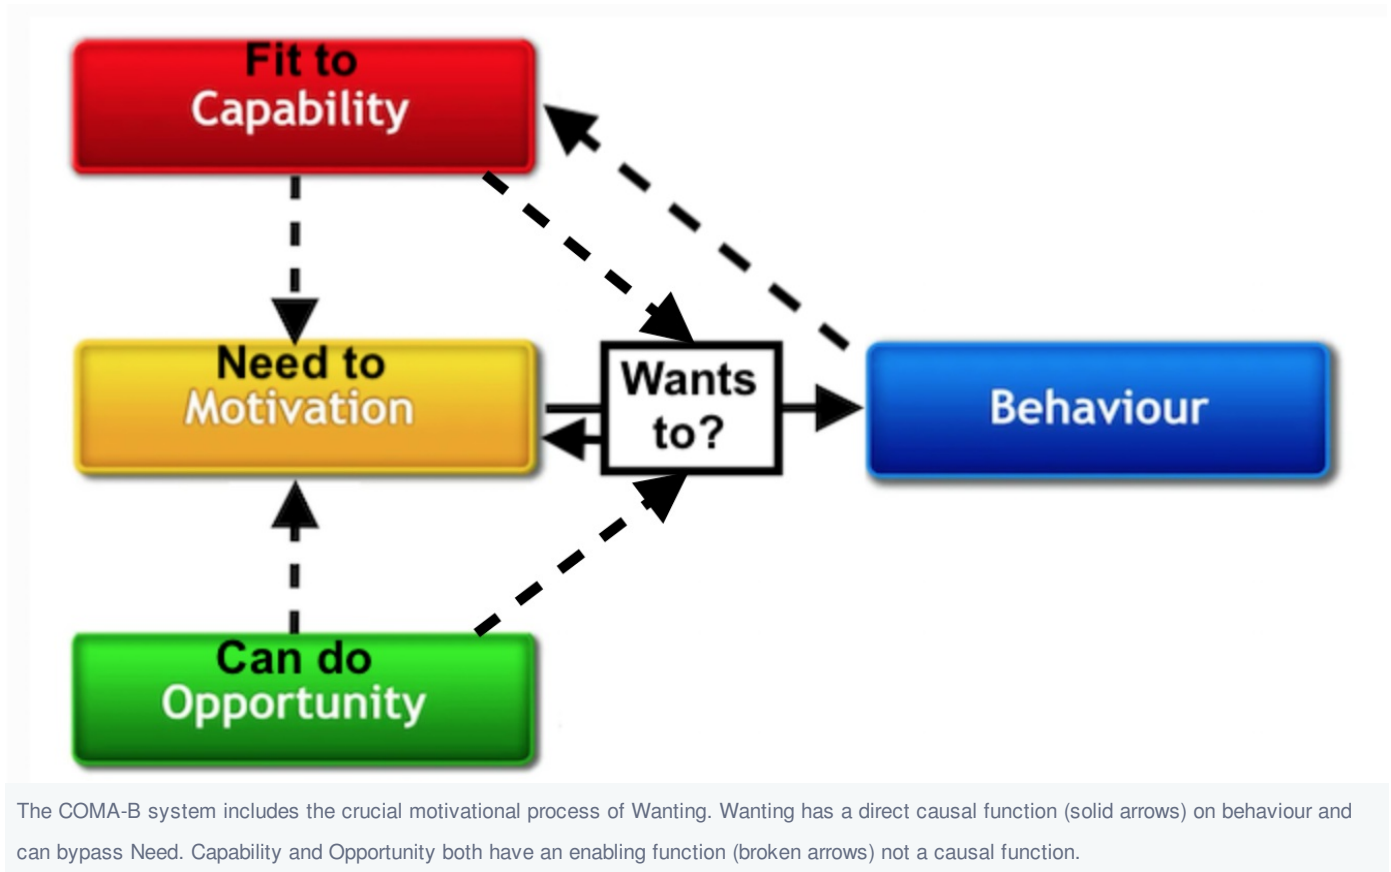 Fit to
Capability
Need to
Motivation
Wants
to?
Behaviour
Can do
Opportunity
The COMA-B system includes the crucial motivational process of Wanting. Wanting has a direct causal function (solid arrows) on behaviour and
can bypass Need. Capability and Opportunity both have an enabling function (broken arrows) not a causal function.